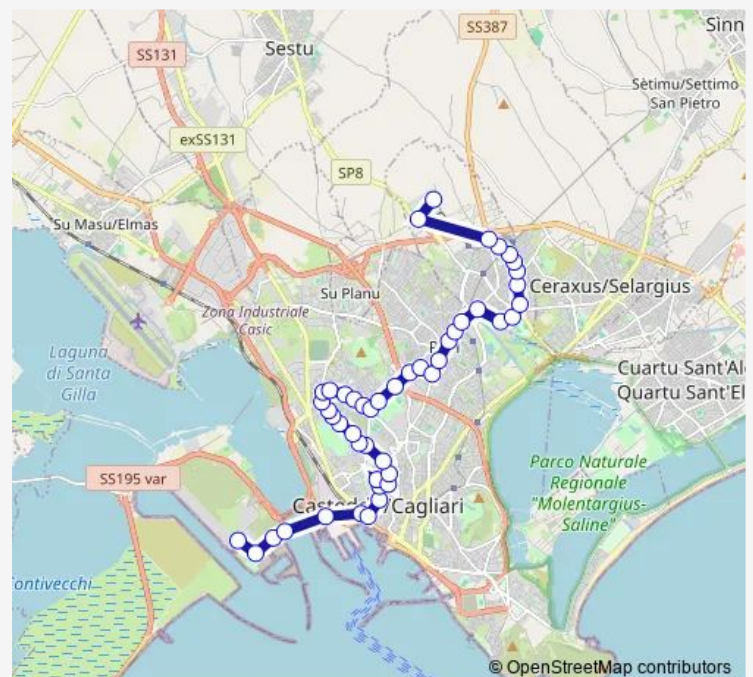 Sinn
SS387
Sestu
SS131
Sètimu/Settimo
San Pietro
exSS131
SP8
Su Masu/Elmas
Ceraxus/Selargius
Su Planu
Zona Industriale
Casic
Laguna
di Santa
Gilla
Cuartu Sant'Al
Quartu Sant'El
Parco Naturale
Regionale
"Molentargius-
Saline"
SS195 var
/Cagliari
ontivecchi
© OpenStreetMap contributors